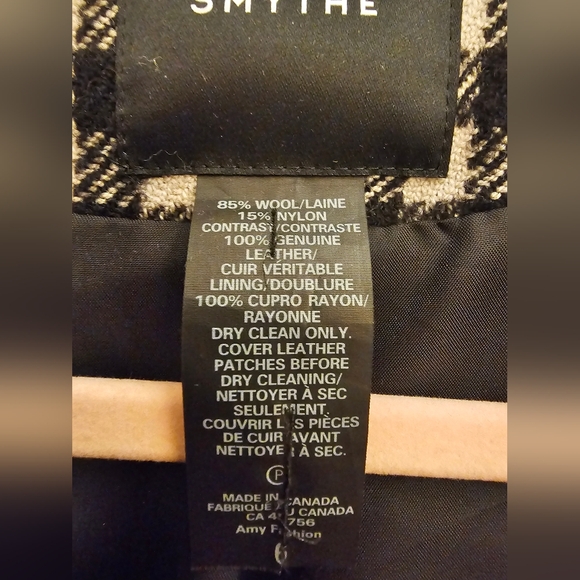 SMYTHE
85% WOOL/LAINE
15% NYLON
CONTRAST/CONTRASTE
100% GENUINE
LEATHER/
CUIR VÉRITABLE
LINING/DOUBLURE
100% CUPRO RAYON/
RAYONNE
DRY CLEAN ONLY.
COVER LEATHER
PATCHES BEFORE
DRY CLEANING/
NETTOYER À SEC
SEULEMENT.
COUVRIR LES PIÈCES
DE CUIR AVANT
NETTOYER À SEC.
P
MADE IN CANADA
FABRIQUÉ AU CANADA
CA
Amy Fashion
6